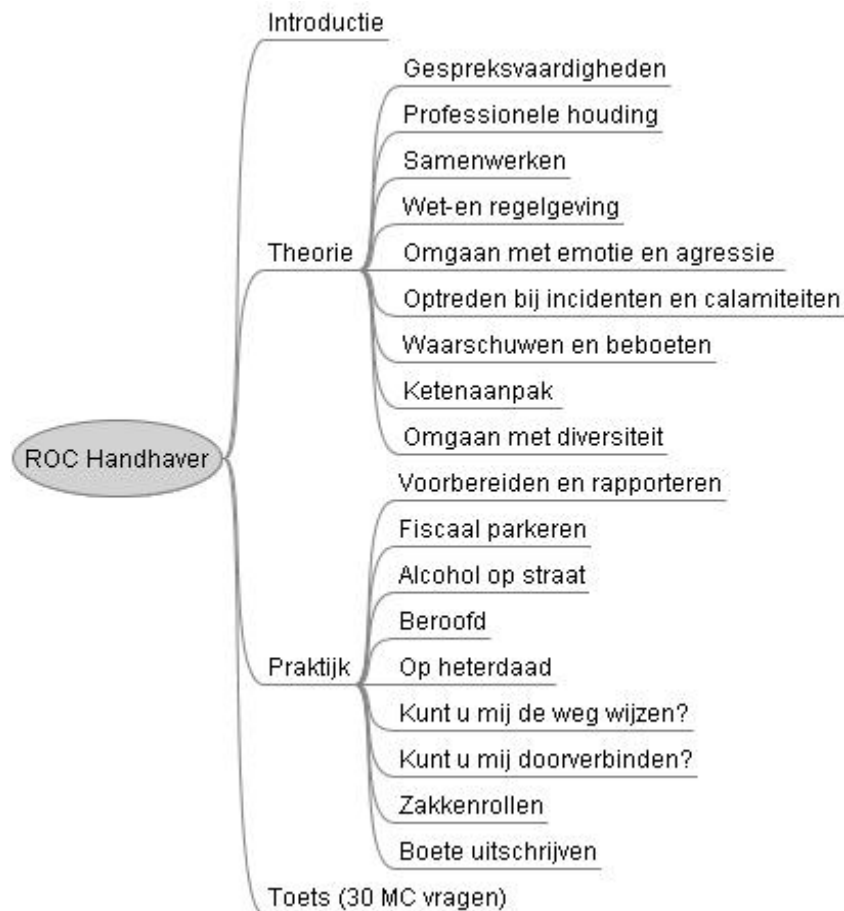 Introductie
Gespreksvaardigheden
Professionele houding
Samenwerken
Wet-en regelgeving
Theorie
Omgaan met emotie en agressie
Optreden bij incidenten en calamiteiten
Waarschuwen en beboeten
Ketenaanpak
Omgaan met diversiteit
ROC Handhaver
Voorbereiden en rapporteren
Fiscaal parkeren
Alcohol op straat
Beroofd
Praktijk
Op heterdaad
Kunt u mij de weg wijzen?
Kunt u mij doorverbinden?
Zakkenrollen
Boete uitschrijven
Toets (30 MC vragen)